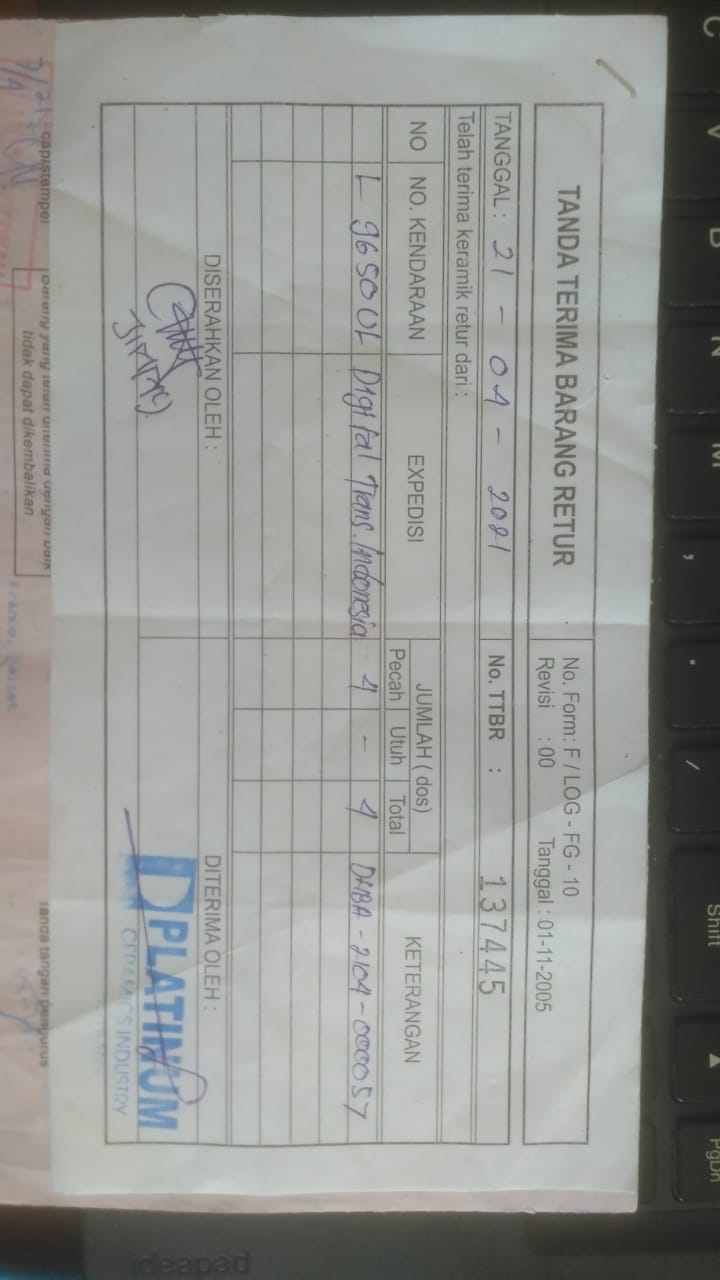 TANDA TERIMA BARANG RETUR
No. Form: F / LOG - FG - 10
Revisi : 00 Tanggal : 01-11-2005
TANGGAL : 21 - 04 - 2021 No. TTBR : 137445
Telah terima keramik retur dari :
NO NO. KENDARAAN EXPEDISI JUMLAH ( dos) KETERANGAN
Pecah Utuh Total
L 9650 UL Digital Trans. Indonesia 4 - 4 DMBA - 2104 - 000057
DISERAHKAN OLEH : DITERIMA OLEH :
PLATINUM
CERAMICS INDUSTRY
cap/stempel Barang yang telah diterima dengan baik tanda tangan pengurus
tidak dapat dikembalikan
C V B N M , . / Shift ▲ PgDn
ideapad